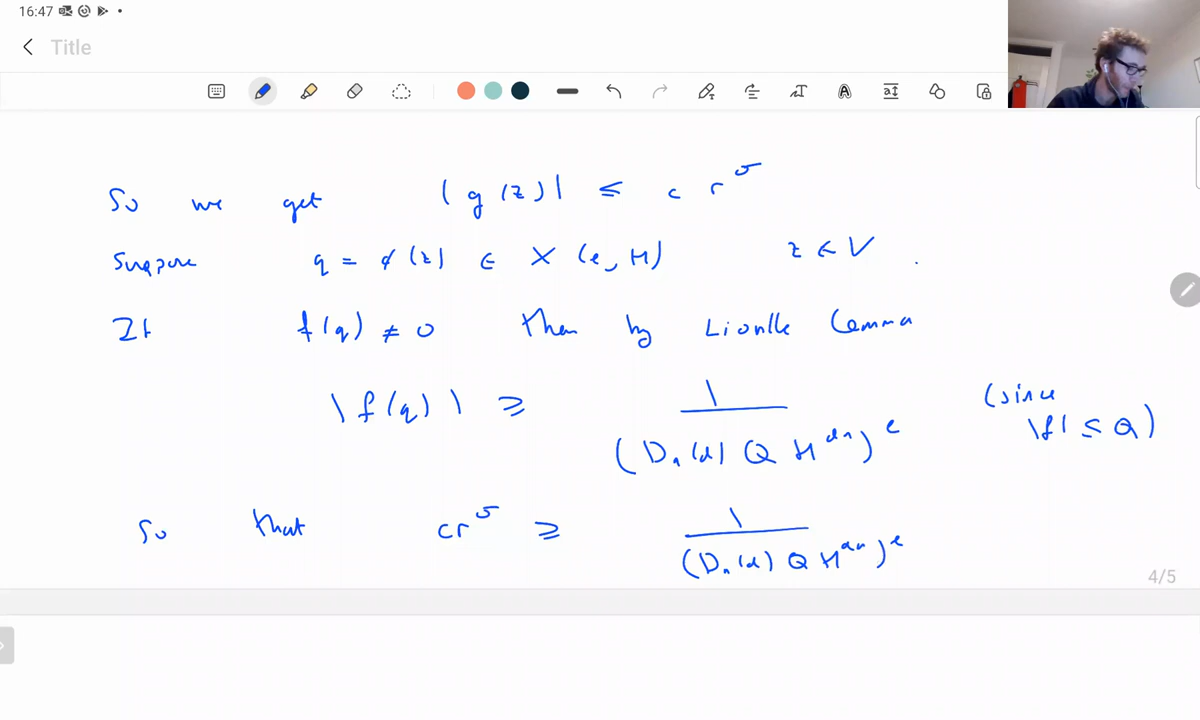 16:47
Title
So we get |g(z)| ≤ c r^σ
Suppose q = φ(z) ∈ X(e, H) z ∈ V.
If f(q) ≠ 0 then by Liouville Lemma
|f(q)| ≥ 1 / (D_n(d) Q H^{dn})^e (since |f| ≤ Q)
So that c r^σ ≥ 1 / (D_n(d) Q H^{dn})^e
4/5